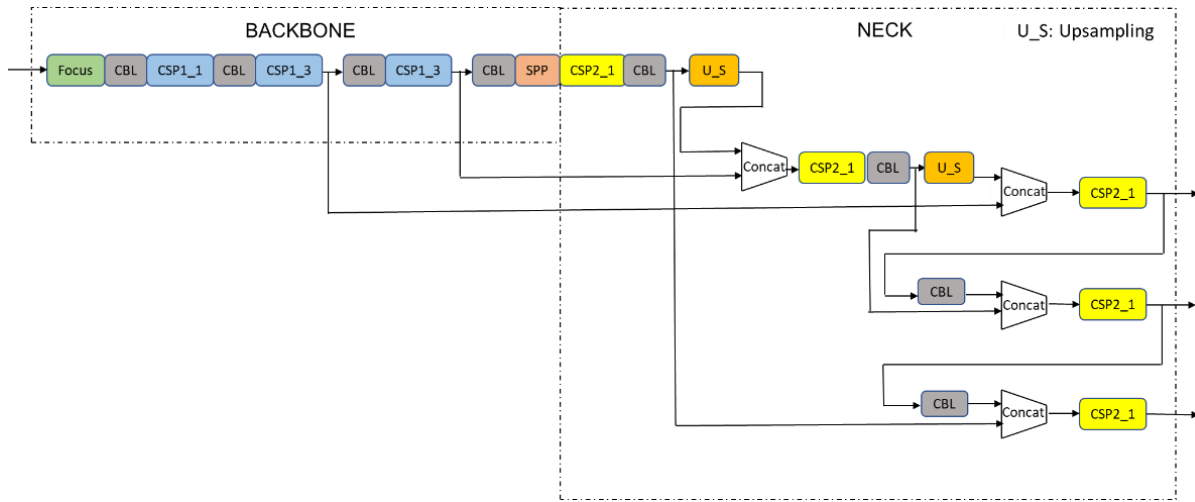 BACKBONE
NECK
U_S: Upsampling
Focus
CBL
CSP1_1
CBL
CSP1_3
CBL
CSP1_3
CBL
SPP
CSP2_1
CBL
U_S
Concat
CSP2_1
CBL
U_S
Concat
CSP2_1
CBL
Concat
CSP2_1
CBL
Concat
CSP2_1